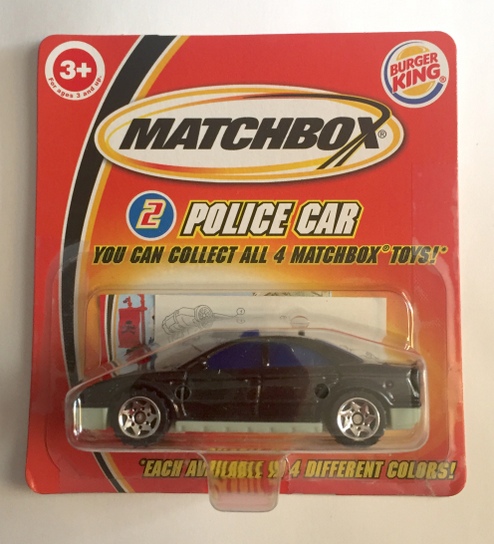 3+
For ages 3 and up.
BURGER KING®
MATCHBOX®
2 POLICE CAR
YOU CAN COLLECT ALL 4 MATCHBOX® TOYS!*
*EACH AVAILABLE IN 4 DIFFERENT COLORS!